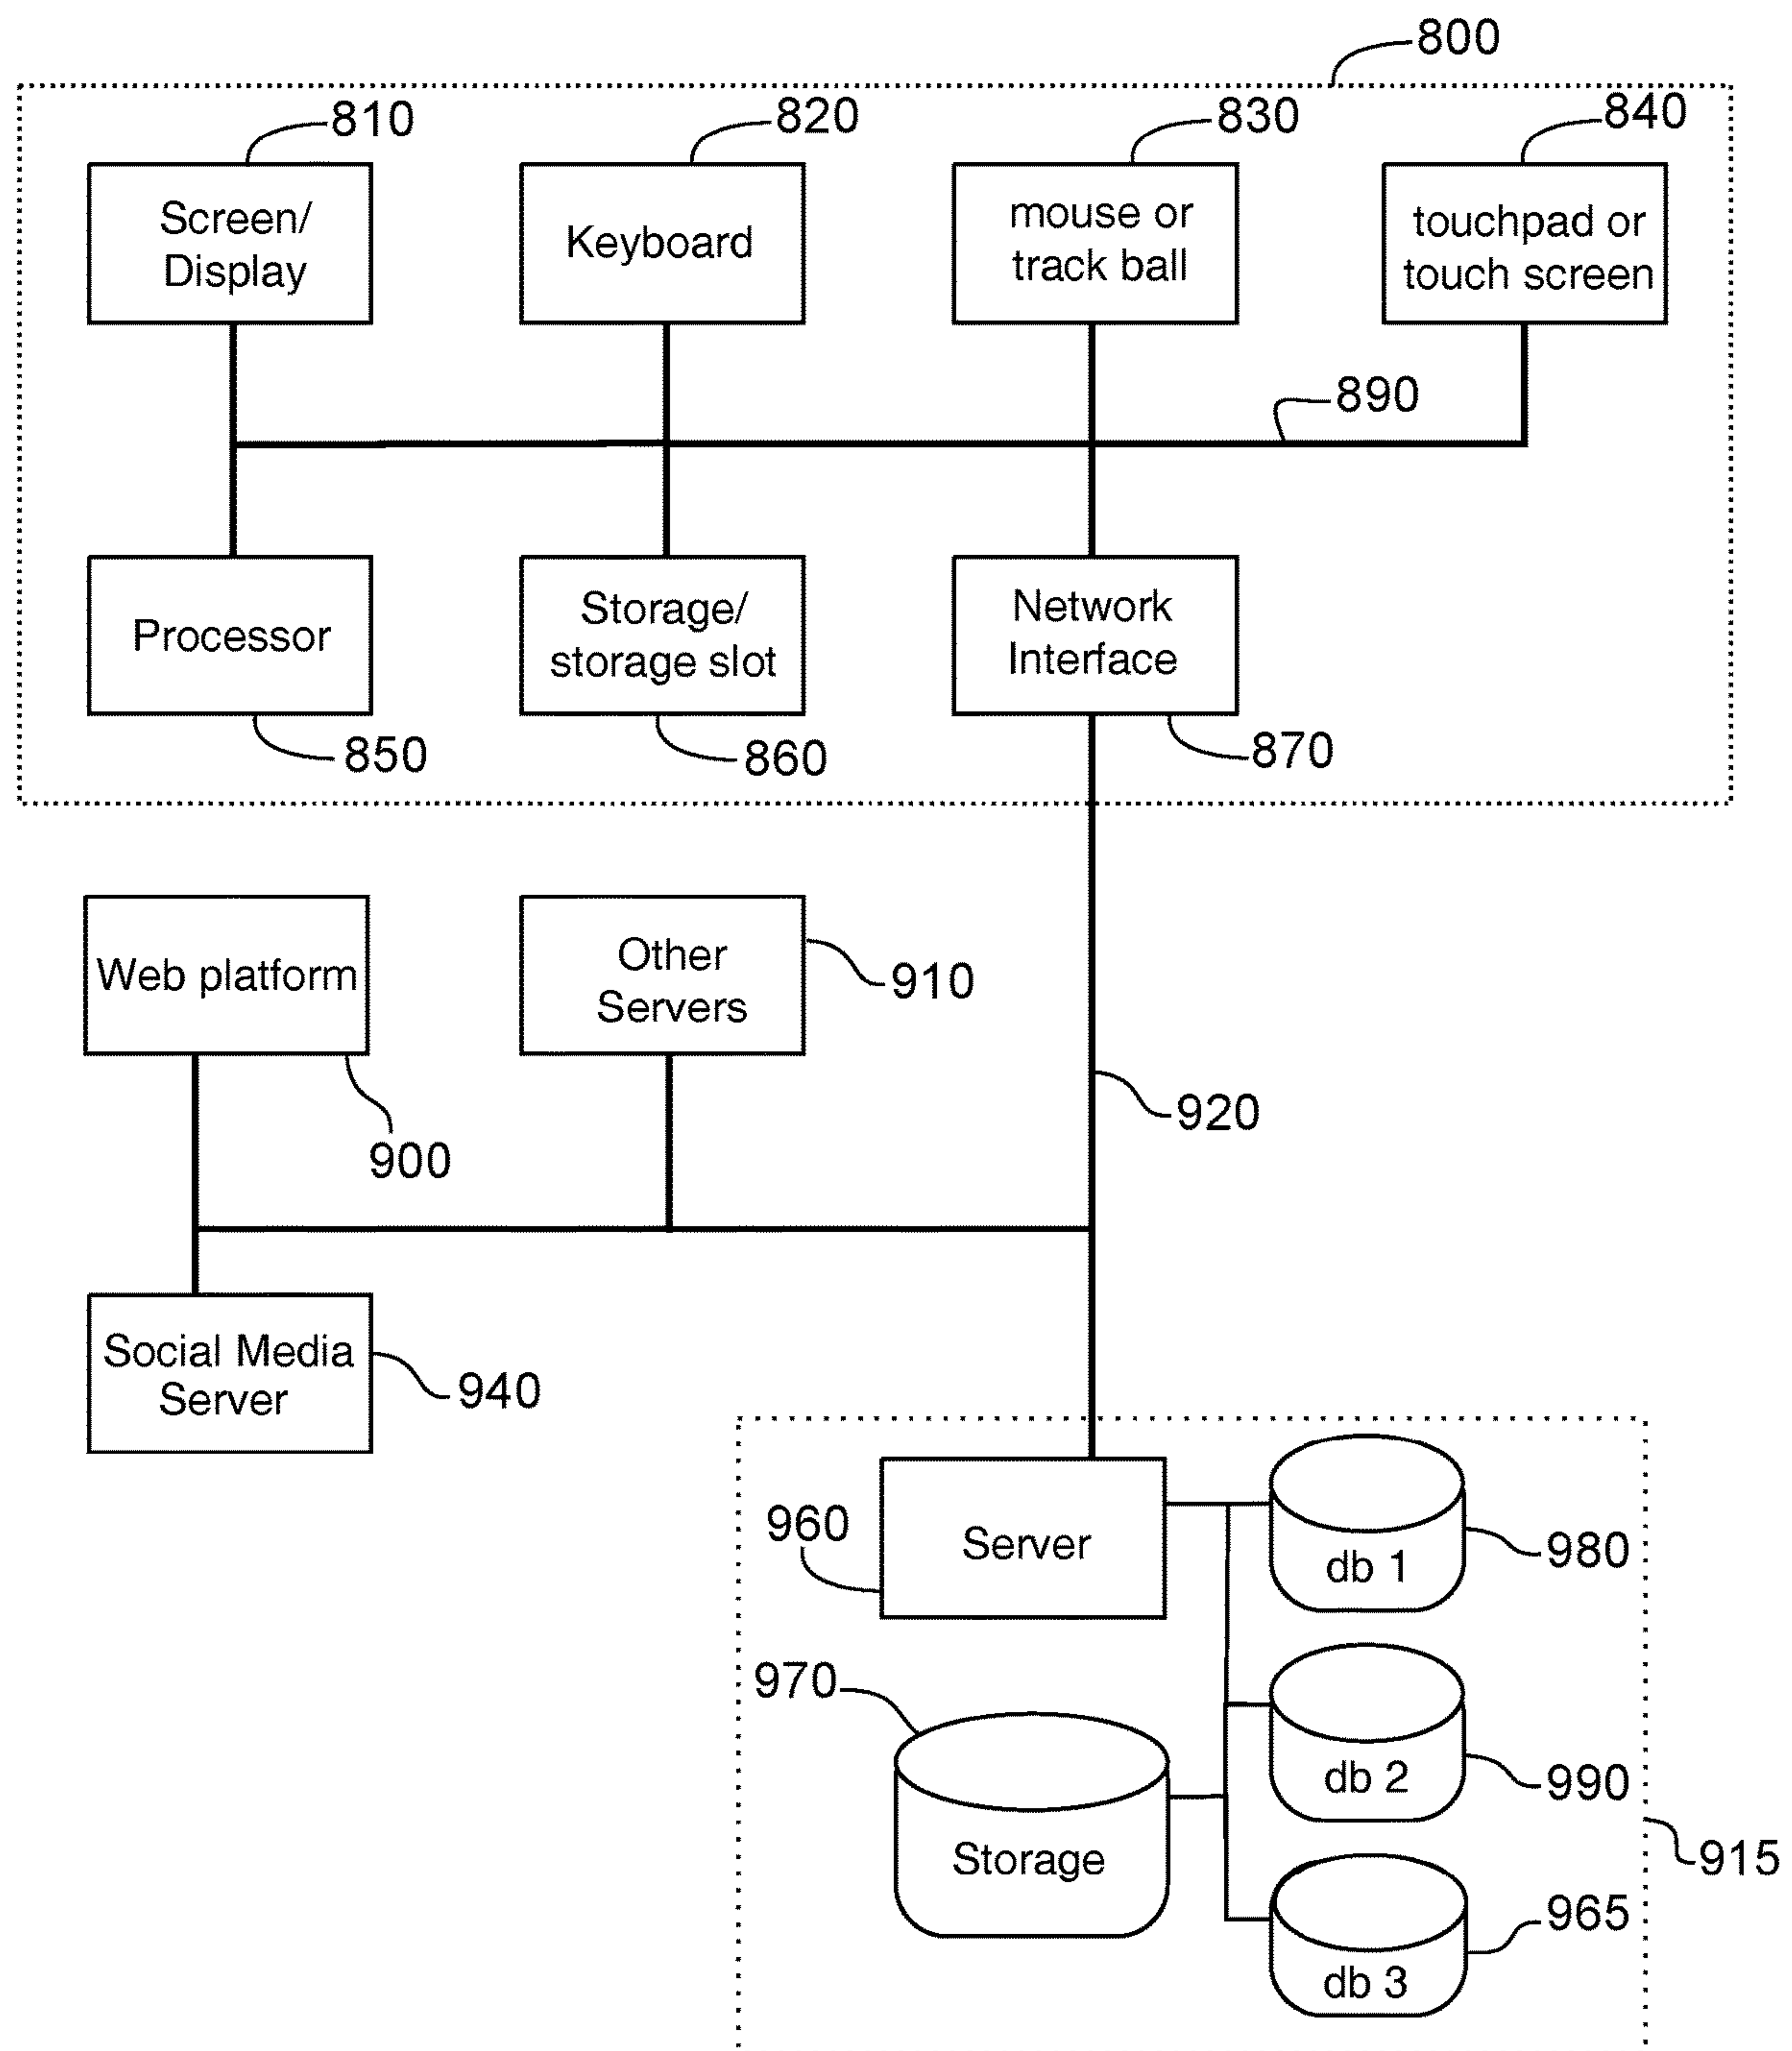 800
810
820
830
840
Screen/
Display
Keyboard
mouse or
track ball
touchpad or
touch screen
890
Processor
Storage/
storage slot
Network
Interface
850
860
870
Web platform
Other
Servers
910
900
920
Social Media
Server
940
960
Server
db 1
980
970
Storage
db 2
990
915
db 3
965